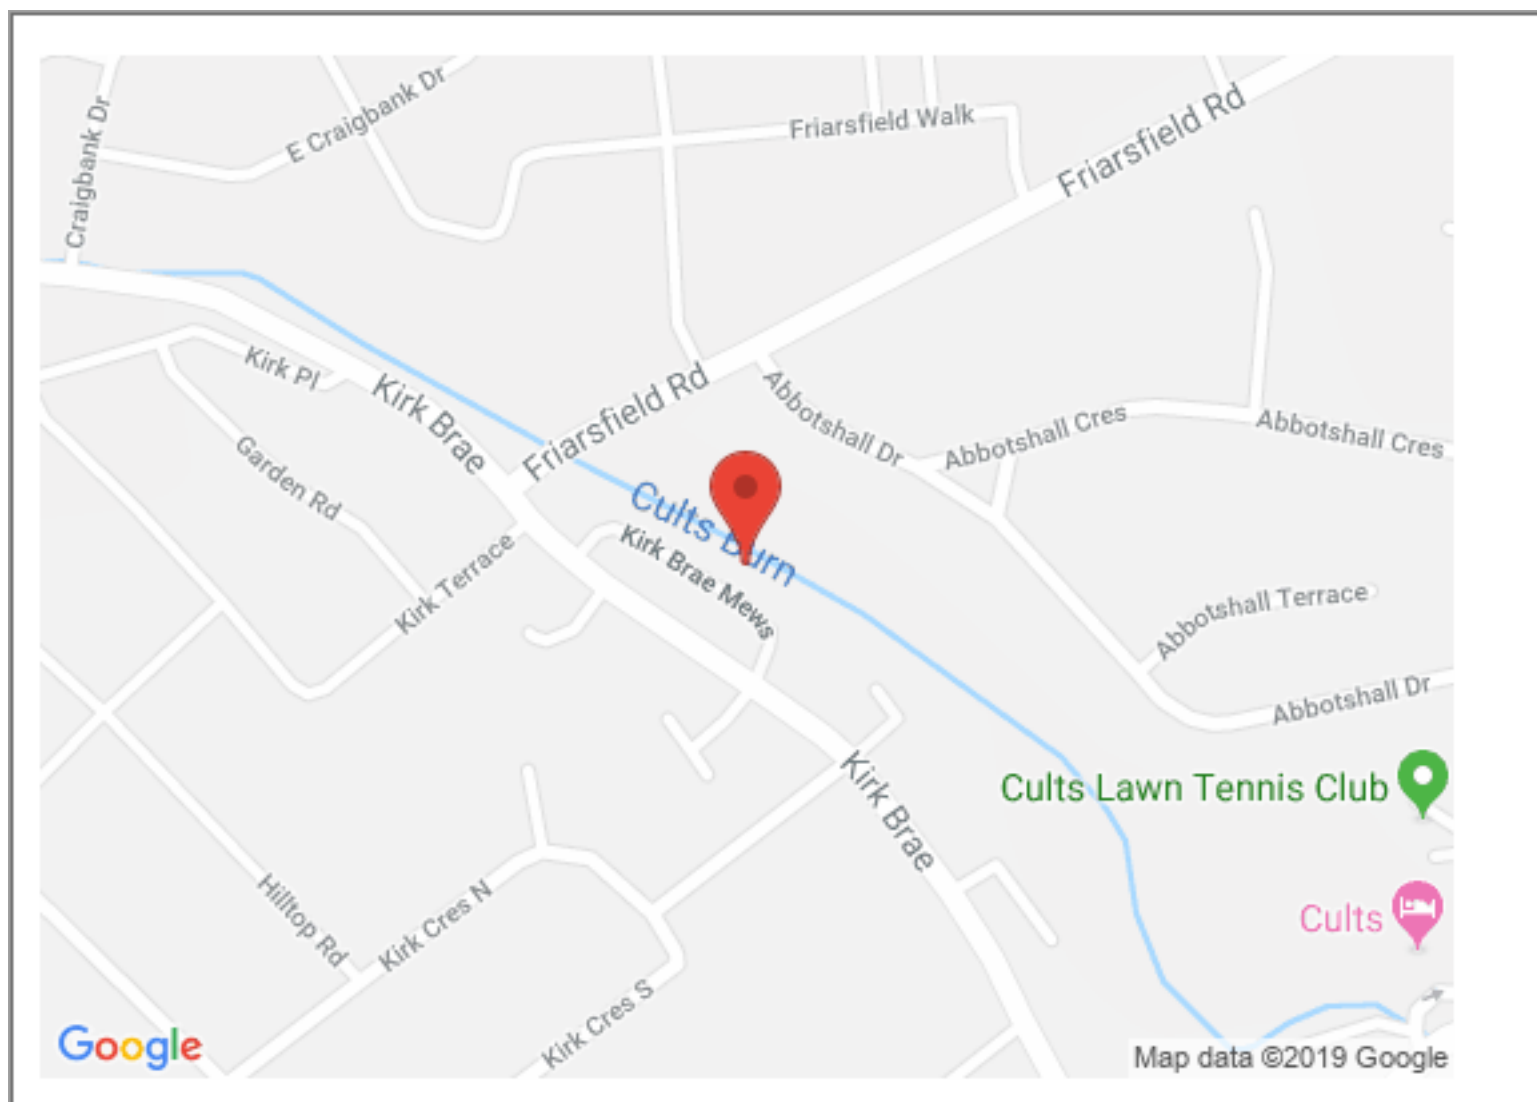 Craigbank Dr
E Craigbank Dr
Friarsfield Walk
Friarsfield Rd
Kirk Pl
Kirk Brae
Friarsfield Rd
Abbotshall Dr
Abbotshall Cres
Abbotshall Cres
Garden Rd
Cults Burn
Kirk Brae Mews
Kirk Terrace
Abbotshall Terrace
Abbotshall Dr
Kirk Brae
Cults Lawn Tennis Club
Hilltop Rd
Kirk Cres N
Cults
Kirk Cres S
Google
Map data ©2019 Google